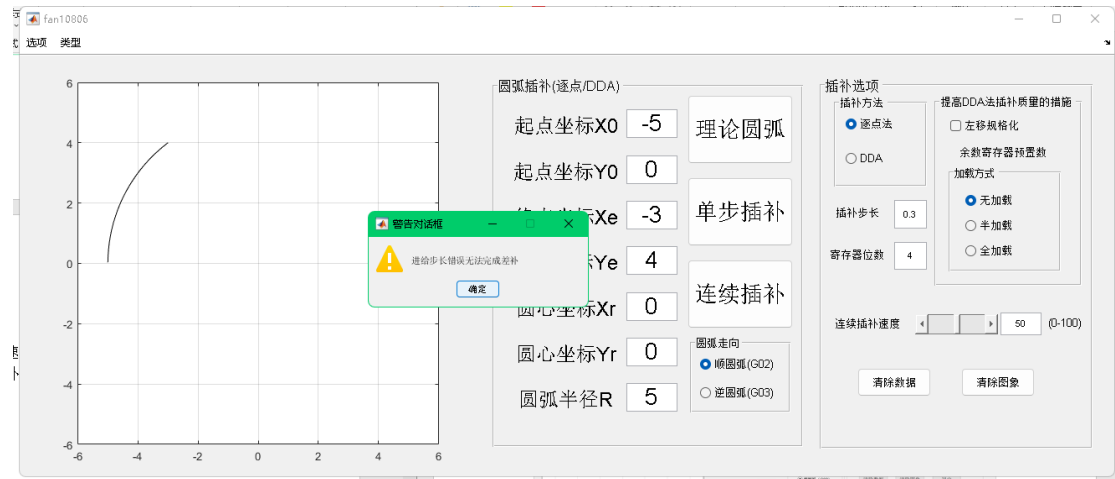 fan10806
选项 类型
6
4
2
0
-2
-4
-6
-6 -4 -2 0 2 4 6
圆弧插补(逐点/DDA)
起点坐标X0 -5
起点坐标Y0 0
Xe -3
Ye 4
圆心坐标Xr 0
圆心坐标Yr 0
圆弧半径R 5
理论圆弧
单步插补
连续插补
圆弧走向
顺圆弧(G02)
逆圆弧(G03)
警告对话框
进给步长错误无法完成差补
确定
插补选项
插补方法
逐点法
DDA
插补步长 0.3
寄存器位数 4
提高DDA法插补质量的措施
左移规格化
余数寄存器预置数
加载方式
无加载
半加载
全加载
连续插补速度 50 (0-100)
清除数据 清除图象